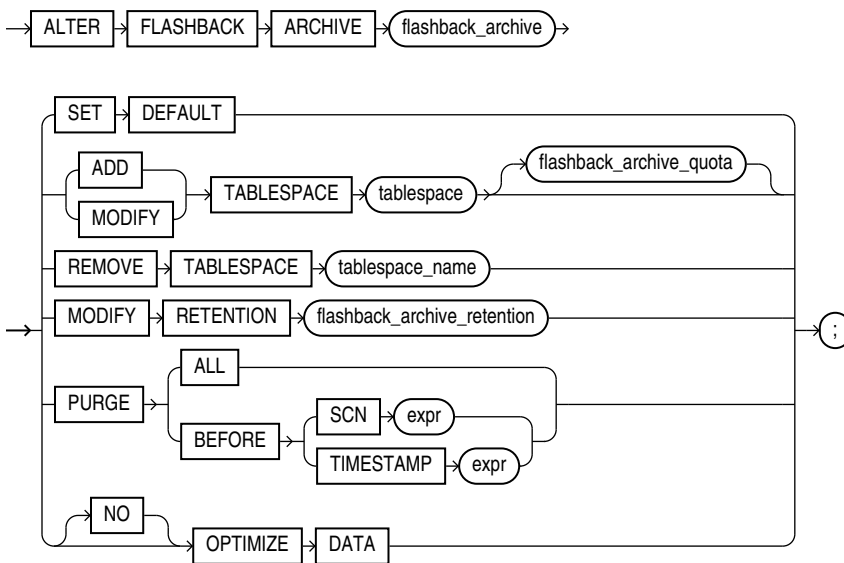 ALTER FLASHBACK ARCHIVE flashback_archive
SET DEFAULT
flashback_archive_quota
ADD
TABLESPACE tablespace
MODIFY
REMOVE TABLESPACE tablespace_name
MODIFY RETENTION flashback_archive_retention
;
ALL
PURGE
SCN expr
BEFORE
TIMESTAMP expr
NO
OPTIMIZE DATA